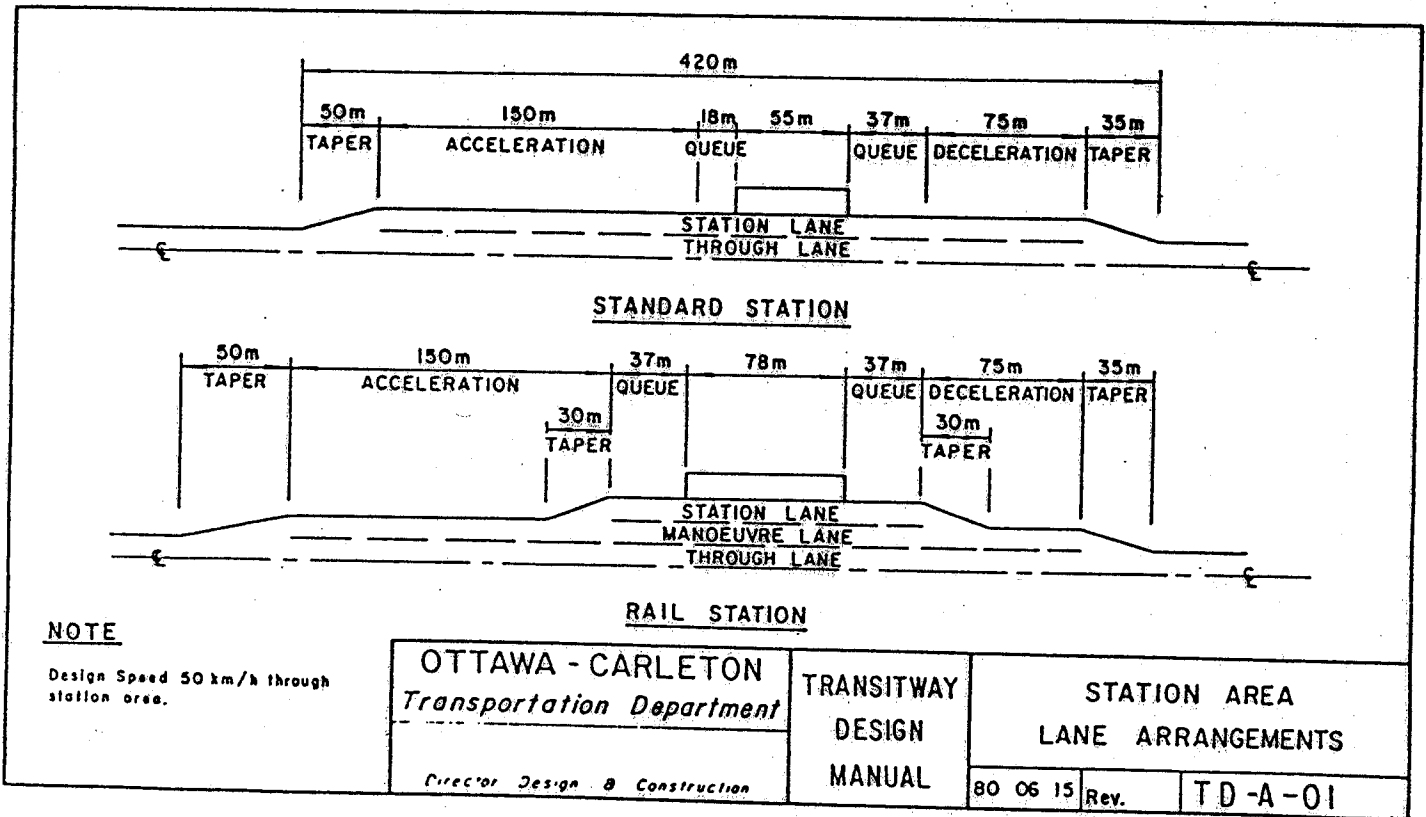 420m
50m 150m 18m 55m 37m 75m 35m
TAPER ACCELERATION QUEUE QUEUE DECELERATION TAPER
STATION LANE
THROUGH LANE
STANDARD STATION
50m 150m 37m 78m 37m 75m 35m
TAPER ACCELERATION QUEUE QUEUE DECELERATION TAPER
30m 30m
TAPER TAPER
STATION LANE
MANOEUVRE LANE
THROUGH LANE
RAIL STATION
NOTE
Design Speed 50 km/h through
station area.
OTTAWA - CARLETON
Transportation Department
Director Design & Construction
TRANSITWAY
DESIGN
MANUAL
STATION AREA
LANE ARRANGEMENTS
80 06 15 Rev. TD-A-01